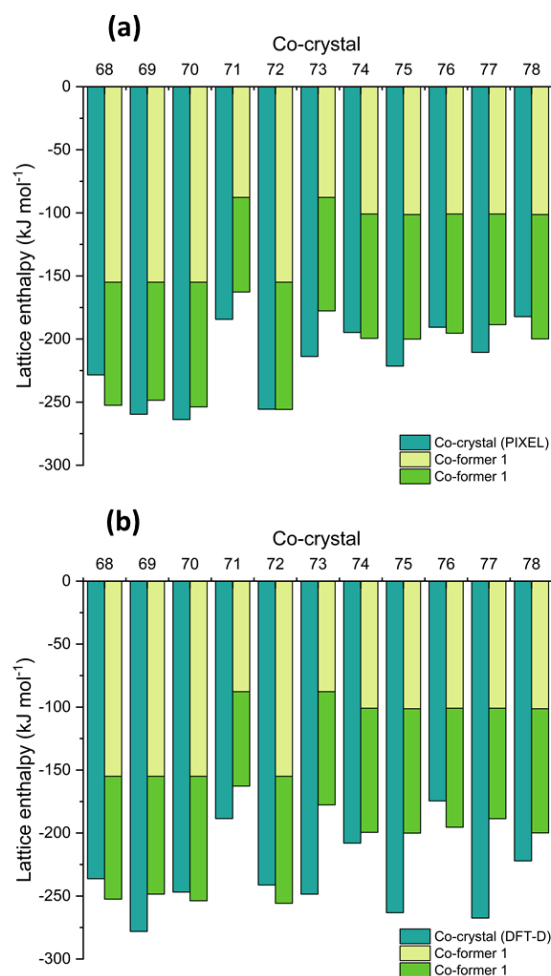 (a)
Co-crystal
68 69 70 71 72 73 74 75 76 77 78
0
-50
-100
-150
-200
-250
-300
Lattice enthalpy (kJ mol⁻¹)
Co-crystal (PIXEL)
Co-former 1
Co-former 1
(b)
Co-crystal
68 69 70 71 72 73 74 75 76 77 78
0
-50
-100
-150
-200
-250
-300
Lattice enthalpy (kJ mol⁻¹)
Co-crystal (DFT-D)
Co-former 1
Co-former 1